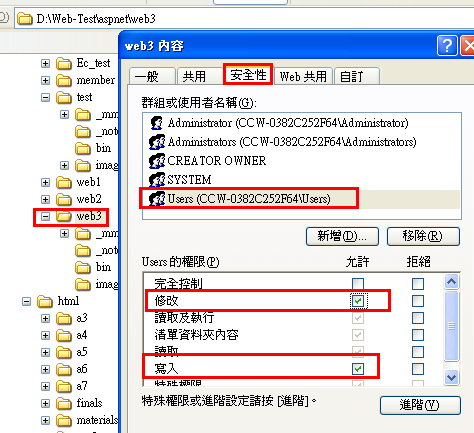 D:\Web-Test\aspnet\web3
Ec_test
member
test
_mm
_note
bin
imag
web1
web2
web3
_mm
_note
bin
imag
html
a3
a4
a5
a6
a7
finals
materials
web3 內容
一般
共用
安全性
Web 共用
自訂
群組或使用者名稱(G):
Administrator (CCW-0382C252F64\Administrator)
Administrators (CCW-0382C252F64\Administrators)
CREATOR OWNER
SYSTEM
Users (CCW-0382C252F64\Users)
新增(D)...
移除(R)
Users 的權限(P)
允許
拒絕
完全控制
修改
讀取及執行
清單資料夾內容
讀取
寫入
特殊權限
特殊權限或進階設定請按 [進階]。
進階(V)